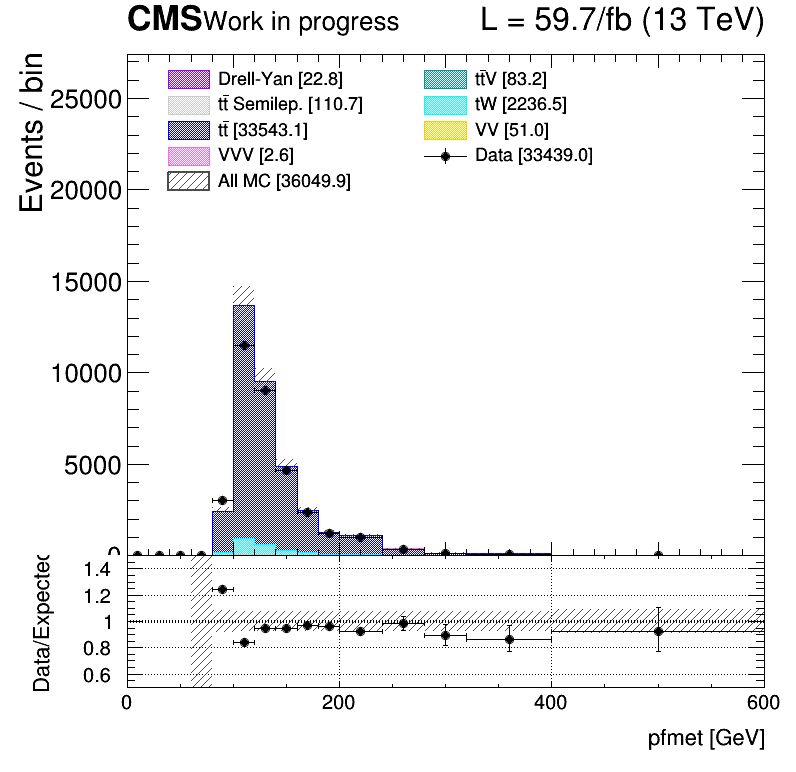 CMS Work in progress L = 59.7/fb (13 TeV)
Events / bin
25000
20000
15000
10000
5000
0
Drell-Yan [22.8]
tt̄ Semilep. [110.7]
tt̄ [33543.1]
VVV [2.6]
All MC [36049.9]
tt̄V [83.2]
tW [2236.5]
VV [51.0]
Data [33439.0]
Data/Expected
1.4
1.2
1
0.8
0.6
0 200 400 600
pfmet [GeV]